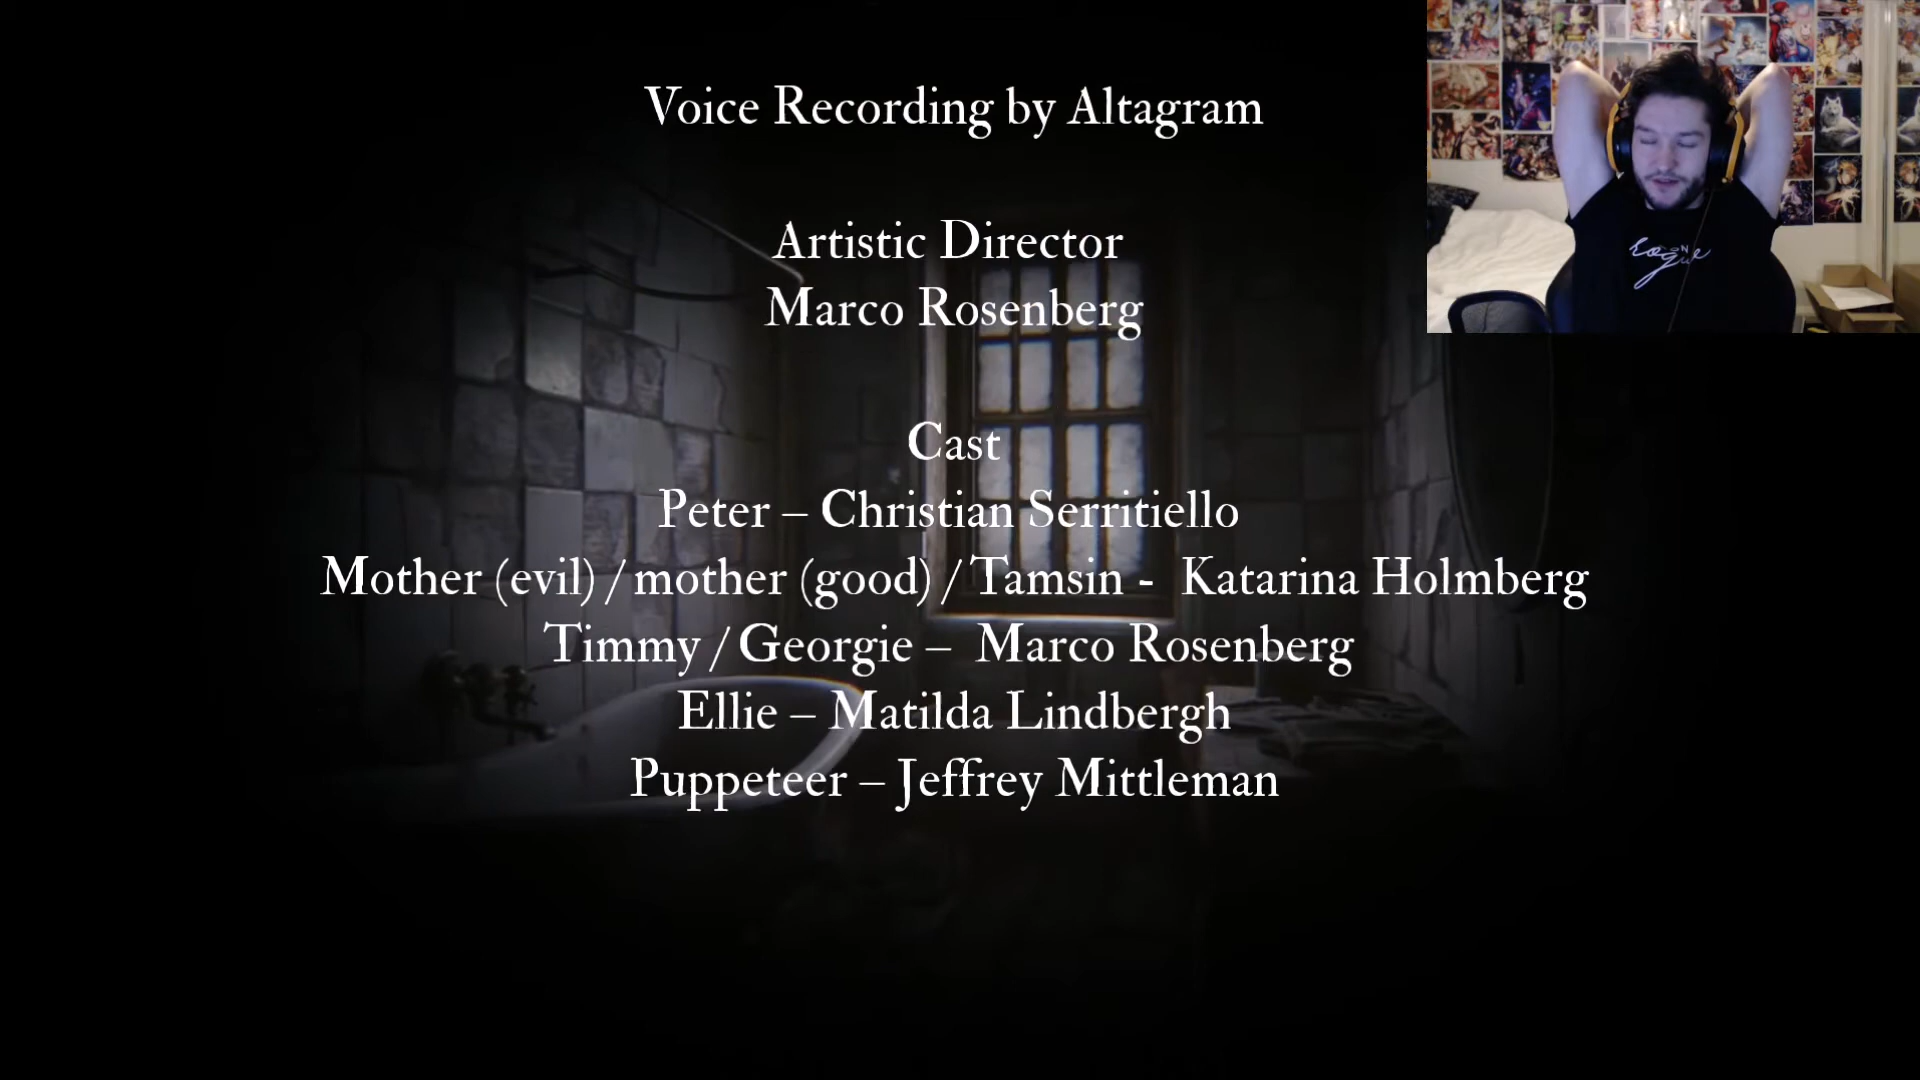 Voice Recording by Altagram
Artistic Director
Marco Rosenberg
Cast
Peter – Christian Serritiello
Mother (evil) / mother (good) / Tamsin - Katarina Holmberg
Timmy / Georgie – Marco Rosenberg
Ellie – Matilda Lindbergh
Puppeteer – Jeffrey Mittleman
rogue